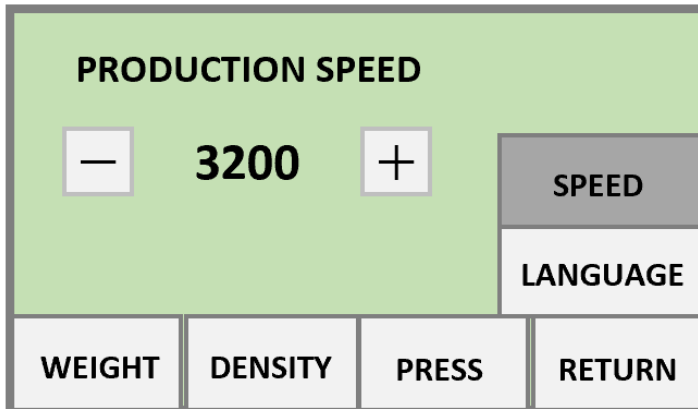 PRODUCTION SPEED
− 3200 +
SPEED
LANGUAGE
WEIGHT DENSITY PRESS RETURN